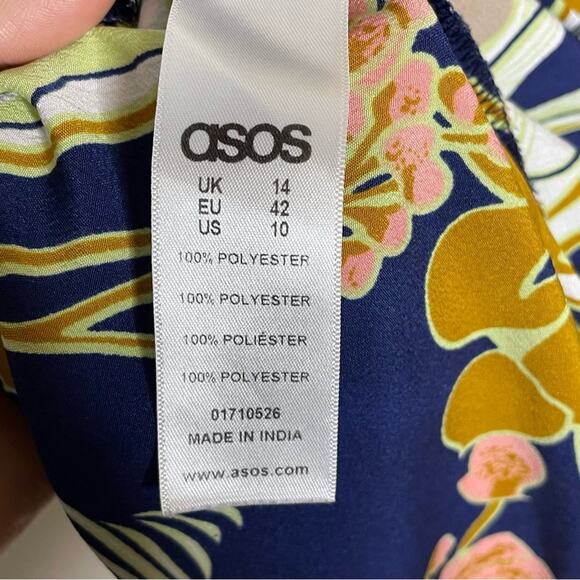 asos
UK 14
EU 42
US 10
100% POLYESTER
100% POLYESTER
100% POLIÉSTER
100% POLYESTER
01710526
MADE IN INDIA
www.asos.com